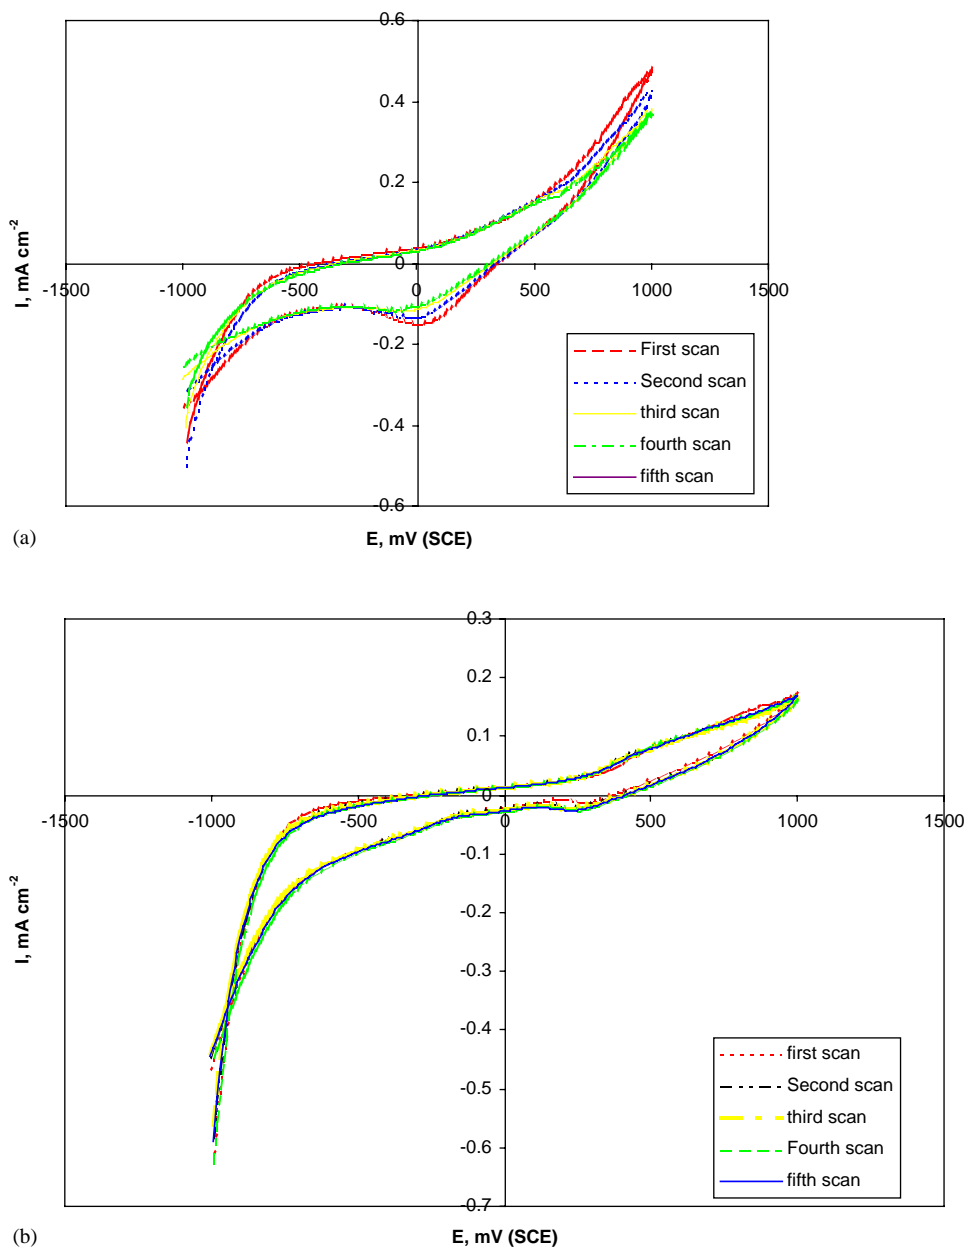 0.6
0.4
0.2
0
-0.2
-0.4
-0.6
-1500 -1000 -500 0 500 1000 1500
I, mA cm⁻²
First scan
Second scan
third scan
fourth scan
fifth scan
(a)
E, mV (SCE)
0.3
0.2
0.1
0
-0.1
-0.2
-0.3
-0.4
-0.5
-0.6
-0.7
-1500 -1000 -500 0 500 1000 1500
I, mA cm⁻²
first scan
Second scan
third scan
Fourth scan
fifth scan
(b)
E, mV (SCE)